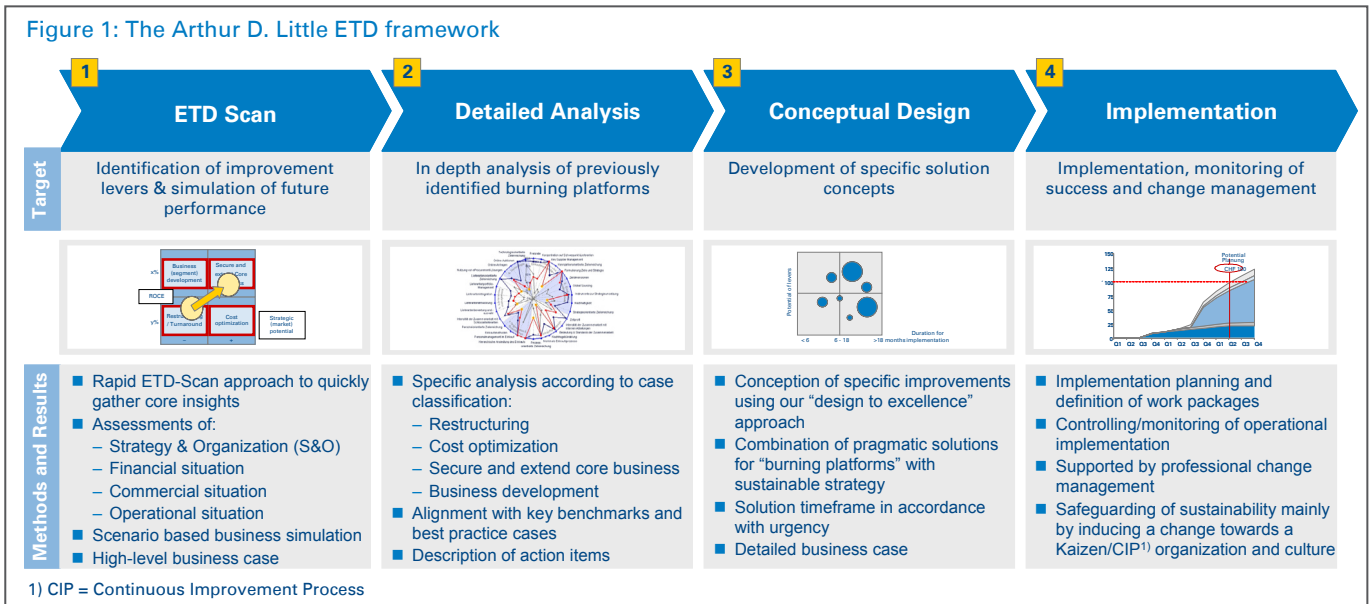 Figure 1: The Arthur D. Little ETD framework
1
ETD Scan
2
Detailed Analysis
3
Conceptual Design
4
Implementation
Target
Identification of improvement
levers & simulation of future
performance
In depth analysis of previously
identified burning platforms
Development of specific solution
concepts
Implementation, monitoring of
success and change management
x%
Business
(segment)
development
Secure and
ROCE
y%
/ Turnaround
Cost
optimization
Strategic
(market)
potential
–
+
Potential of levers
< 6
6 - 18
>18 months implementation
Duration for
Potential
Planung
CHF
150
125
100
75
50
25
0
Q1 Q2 Q3 Q4 Q1 Q2 Q3 Q4 Q1 Q2 Q3 Q4
Methods and Results
■ Rapid ETD-Scan approach to quickly
gather core insights
■ Assessments of:
– Strategy & Organization (S&O)
– Financial situation
– Commercial situation
– Operational situation
■ Scenario based business simulation
■ High-level business case
■ Specific analysis according to case
classification:
– Restructuring
– Cost optimization
– Secure and extend core business
– Business development
■ Alignment with key benchmarks and
best practice cases
■ Description of action items
■ Conception of specific improvements
using our “design to excellence”
approach
■ Combination of pragmatic solutions
for “burning platforms” with
sustainable strategy
■ Solution timeframe in accordance
with urgency
■ Detailed business case
■ Implementation planning and
definition of work packages
■ Controlling/monitoring of operational
implementation
■ Supported by professional change
management
■ Safeguarding of sustainability mainly
by inducing a change towards a
Kaizen/CIP1) organization and culture
1) CIP = Continuous Improvement Process